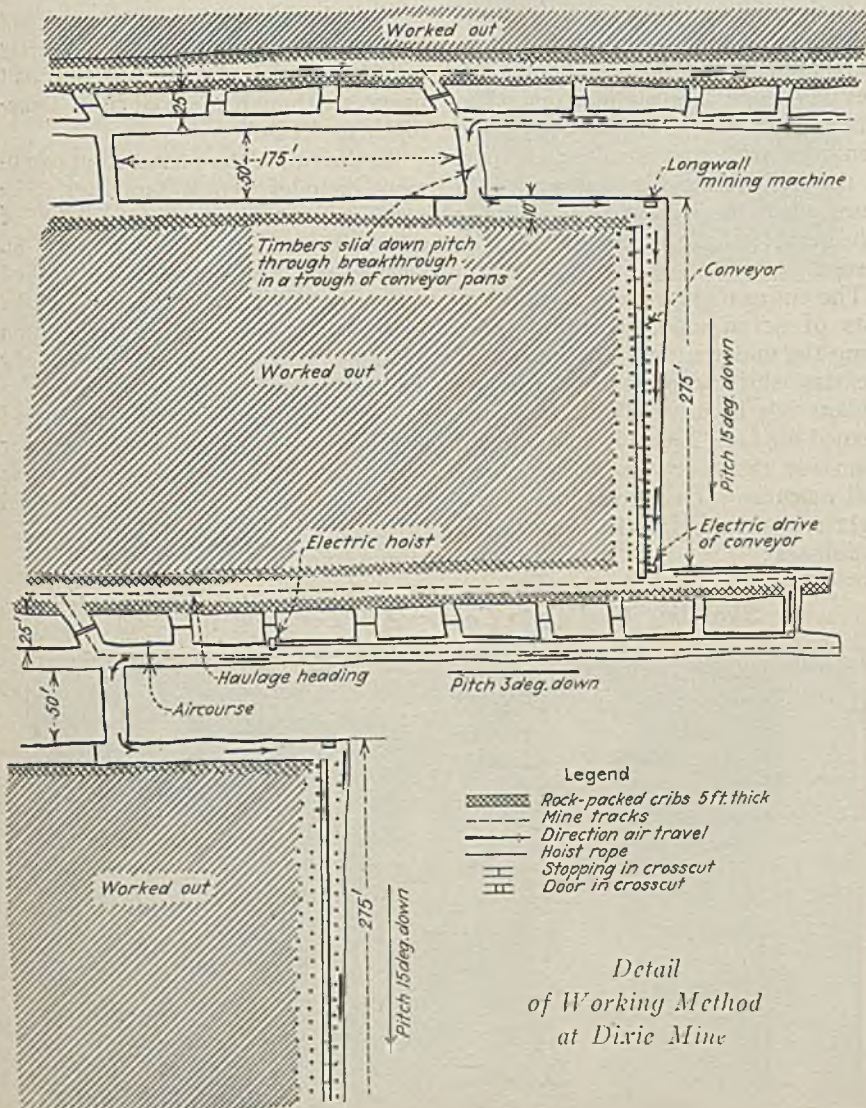 Worked out
25'
175'
50'
Longwall
mining machine
10'
Timbers slid down pitch
through breakthrough
in a trough of conveyor pans
Conveyor
Worked out
275'
Pitch 15 deg. down
Electric hoist
Electric drive
of conveyor
25'
Haulage heading
Pitch 3 deg. down
50'
Aircourse
Legend
Rock-packed cribs 5 ft. thick
Mine tracks
Direction air travel
Hoist rope
Stopping in crosscut
Door in crosscut
Worked out
275'
Pitch 15 deg. down
Detail
of Working Method
at Dixie Mine